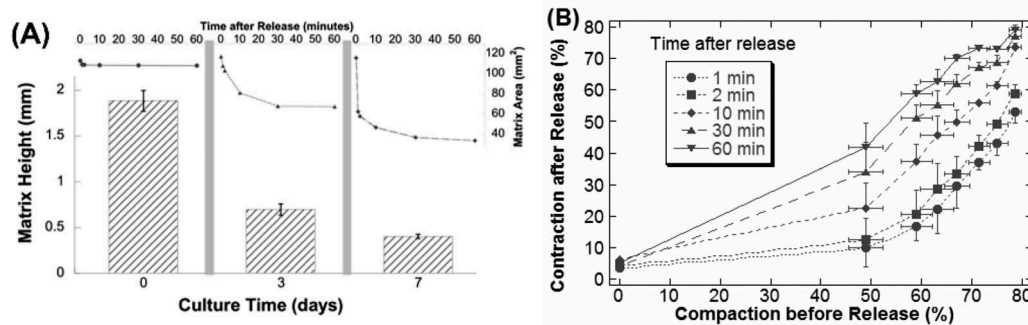 (A)
Time after Release (minutes)
0 10 20 30 40 50 60 0 10 20 30 40 50 60 0 10 20 30 40 50 60
Matrix Height (mm)
2
1.5
1
0.5
0
120
100
80
60
40
Matrix Area (mm²)
0 3 7
Culture Time (days)
(B)
Contraction after Release (%)
80
70
60
50
40
30
20
10
0
Time after release
1 min
2 min
10 min
30 min
60 min
0 10 20 30 40 50 60 70 80
Compaction before Release (%)